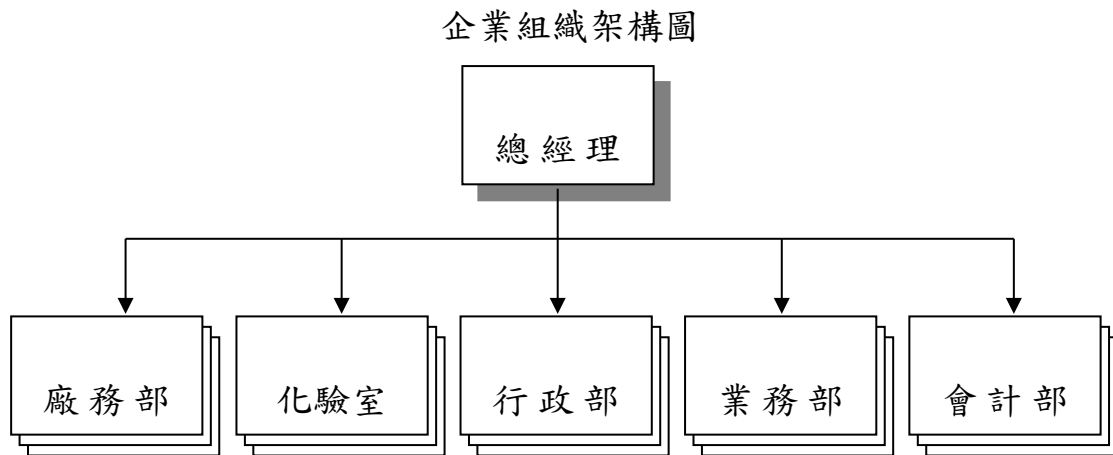 企業組織架構圖
總經理
廠務部
化驗室
行政部
業務部
會計部